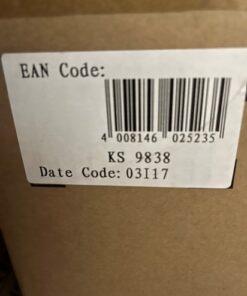 EAN Code:
4 008146 025235
KS 9838
Date Code: 03I17